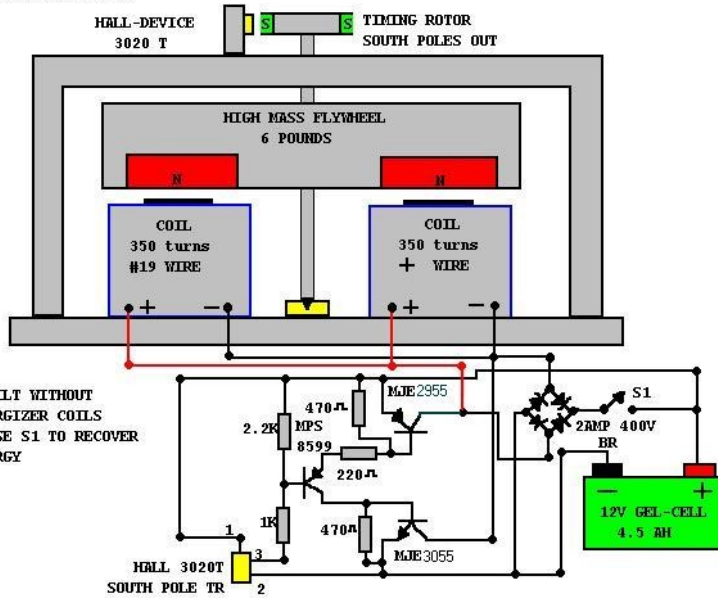 HALL-DEVICE
3020 T
S S
TIMING ROTOR
SOUTH POLES OUT
HIGH MASS FLYWHEEL
6 POUNDS
N N
COIL
350 turns
#19 WIRE
+ −
COIL
350 turns
+ WIRE
+ −
ILT WITHOUT
RGIZER COILS
SE S1 TO RECOVER
RGY
470Ω
MJE2955
2.2K
MPS
8599
220Ω
S1
2AMP 400V
BR
− +
12V GEL-CELL
4.5 AH
1K
470Ω
MJE3055
1
3
HALL 3020T
SOUTH POLE TR
2